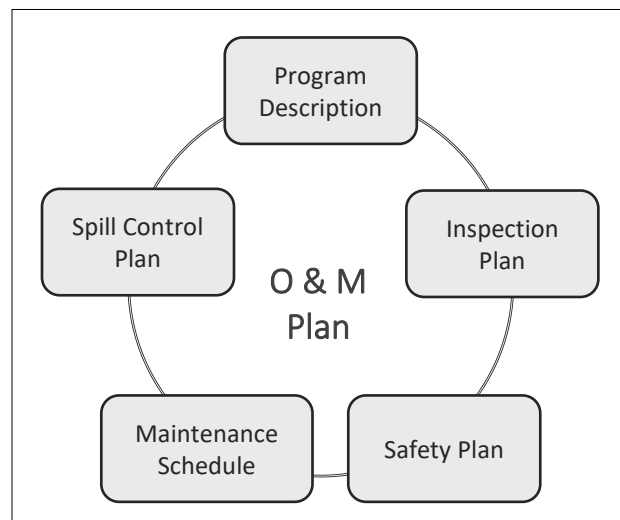 Program
Description
Spill Control
Plan
Inspection
Plan
O & M
Plan
Maintenance
Schedule
Safety Plan